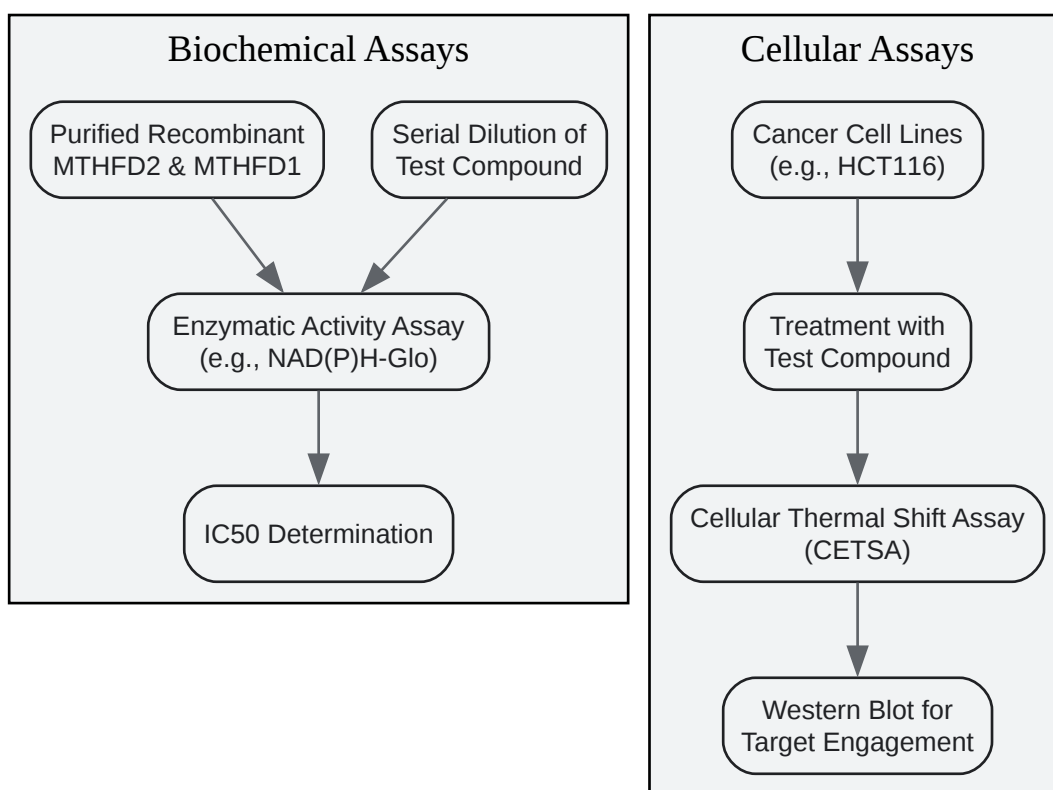 Biochemical Assays
Purified Recombinant
MTHFD2 & MTHFD1
Serial Dilution of
Test Compound
Enzymatic Activity Assay
(e.g., NAD(P)H-Glo)
IC50 Determination
Cellular Assays
Cancer Cell Lines
(e.g., HCT116)
Treatment with
Test Compound
Cellular Thermal Shift Assay
(CETSA)
Western Blot for
Target Engagement